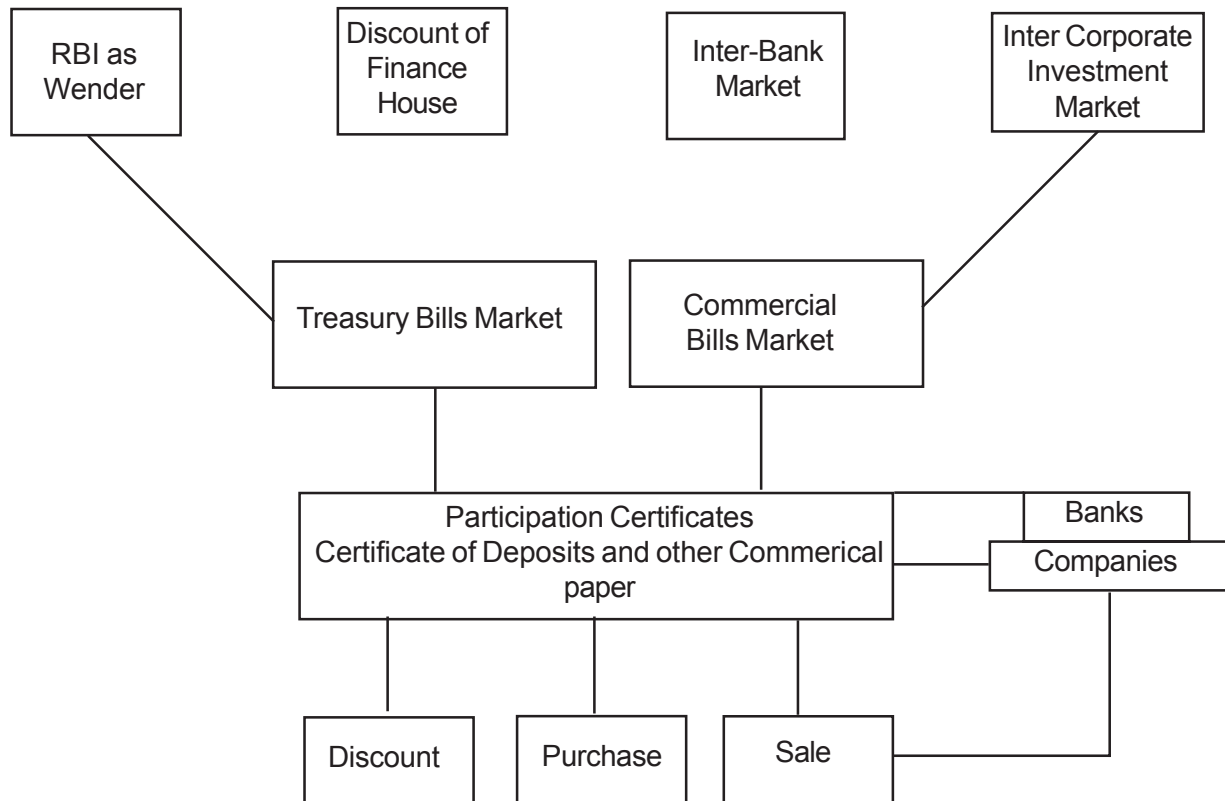 RBI as
Wender
Discount of
Finance
House
Inter-Bank
Market
Inter Corporate
Investment
Market
Treasury Bills Market
Commercial
Bills Market
Participation Certificates
Certificate of Deposits and other Commerical
paper
Banks
Companies
Discount
Purchase
Sale